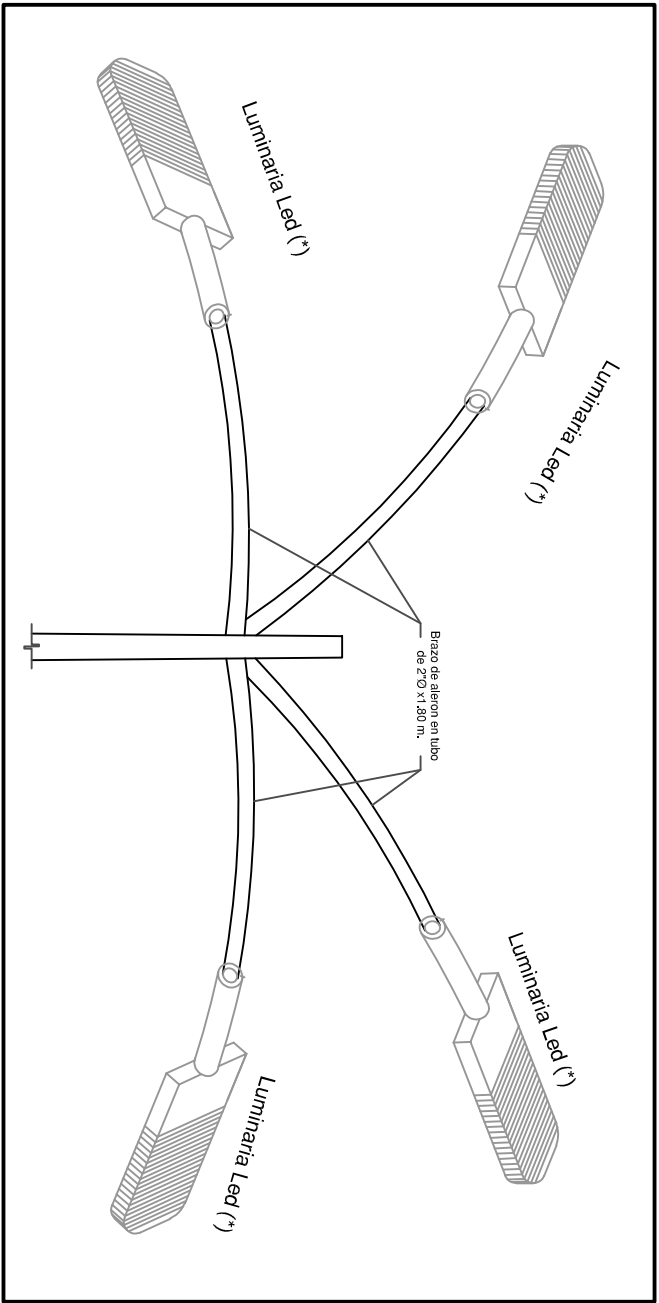 Luminaria Led (*)
Luminaria Led (*)
Brazo de aleron en tubo
de 2"Ø x1.80 m.
Luminaria Led (*)
Luminaria Led (*)